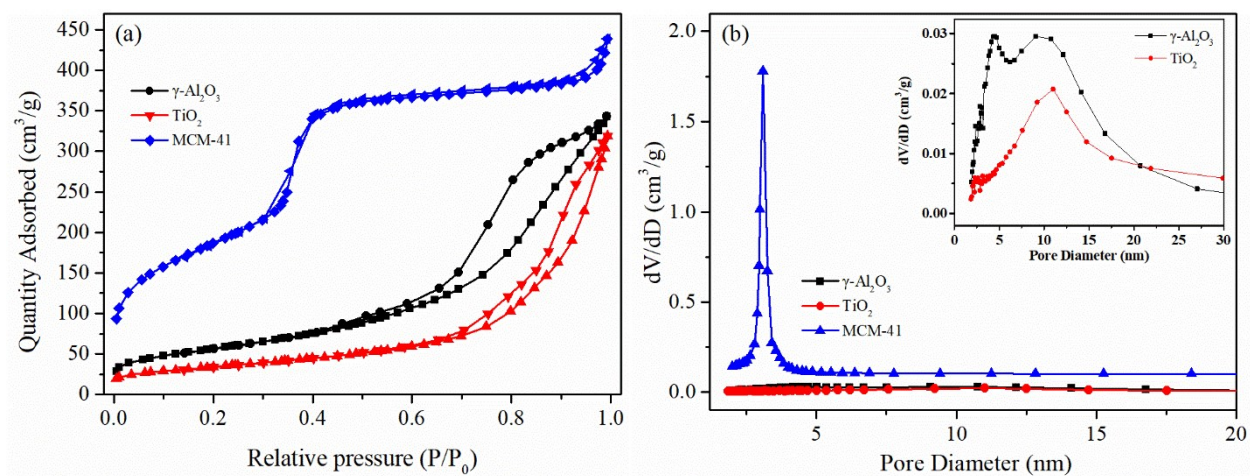 (a)
γ-Al₂O₃
TiO₂
MCM-41
Quantity Adsorbed (cm³/g)
450
400
350
300
250
200
150
100
50
0
0.0 0.2 0.4 0.6 0.8 1.0
Relative pressure (P/P₀)
(b)
γ-Al₂O₃
TiO₂
MCM-41
dV/dD (cm³/g)
2.0
1.5
1.0
0.5
0.0
5 10 15 20
Pore Diameter (nm)
γ-Al₂O₃
TiO₂
dV/dD (cm³/g)
0.03
0.02
0.01
0.00
0 5 10 15 20 25 30
Pore Diameter (nm)